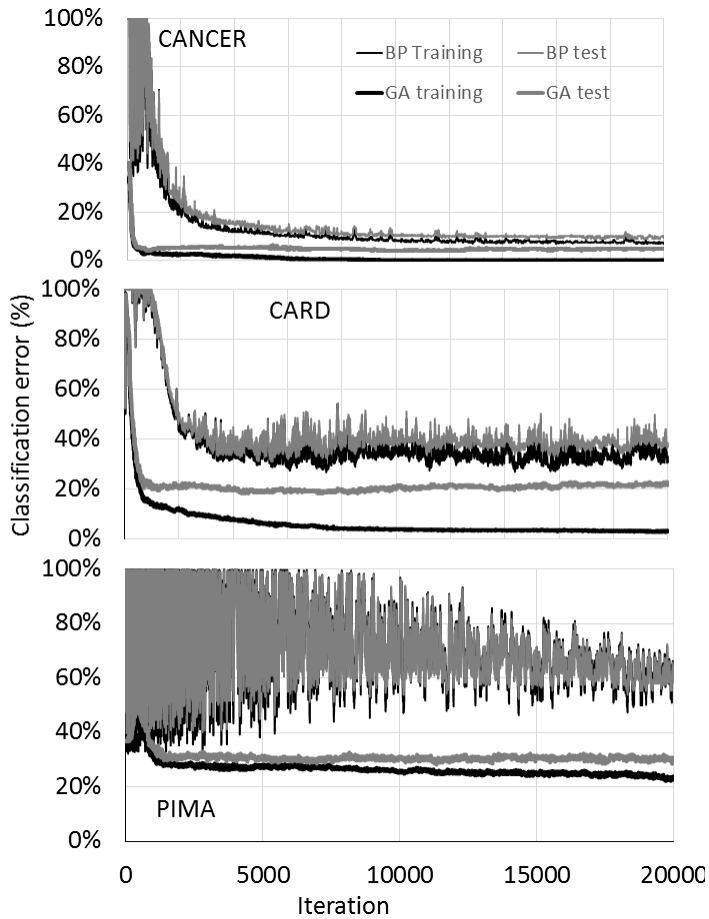 100%
CANCER
BP Training
BP test
80%
GA training
GA test
60%
40%
20%
0%
Classification error (%)
100%
CARD
80%
60%
40%
20%
0%
100%
80%
60%
40%
20%
PIMA
0%
0 5000 10000 15000 20000
Iteration